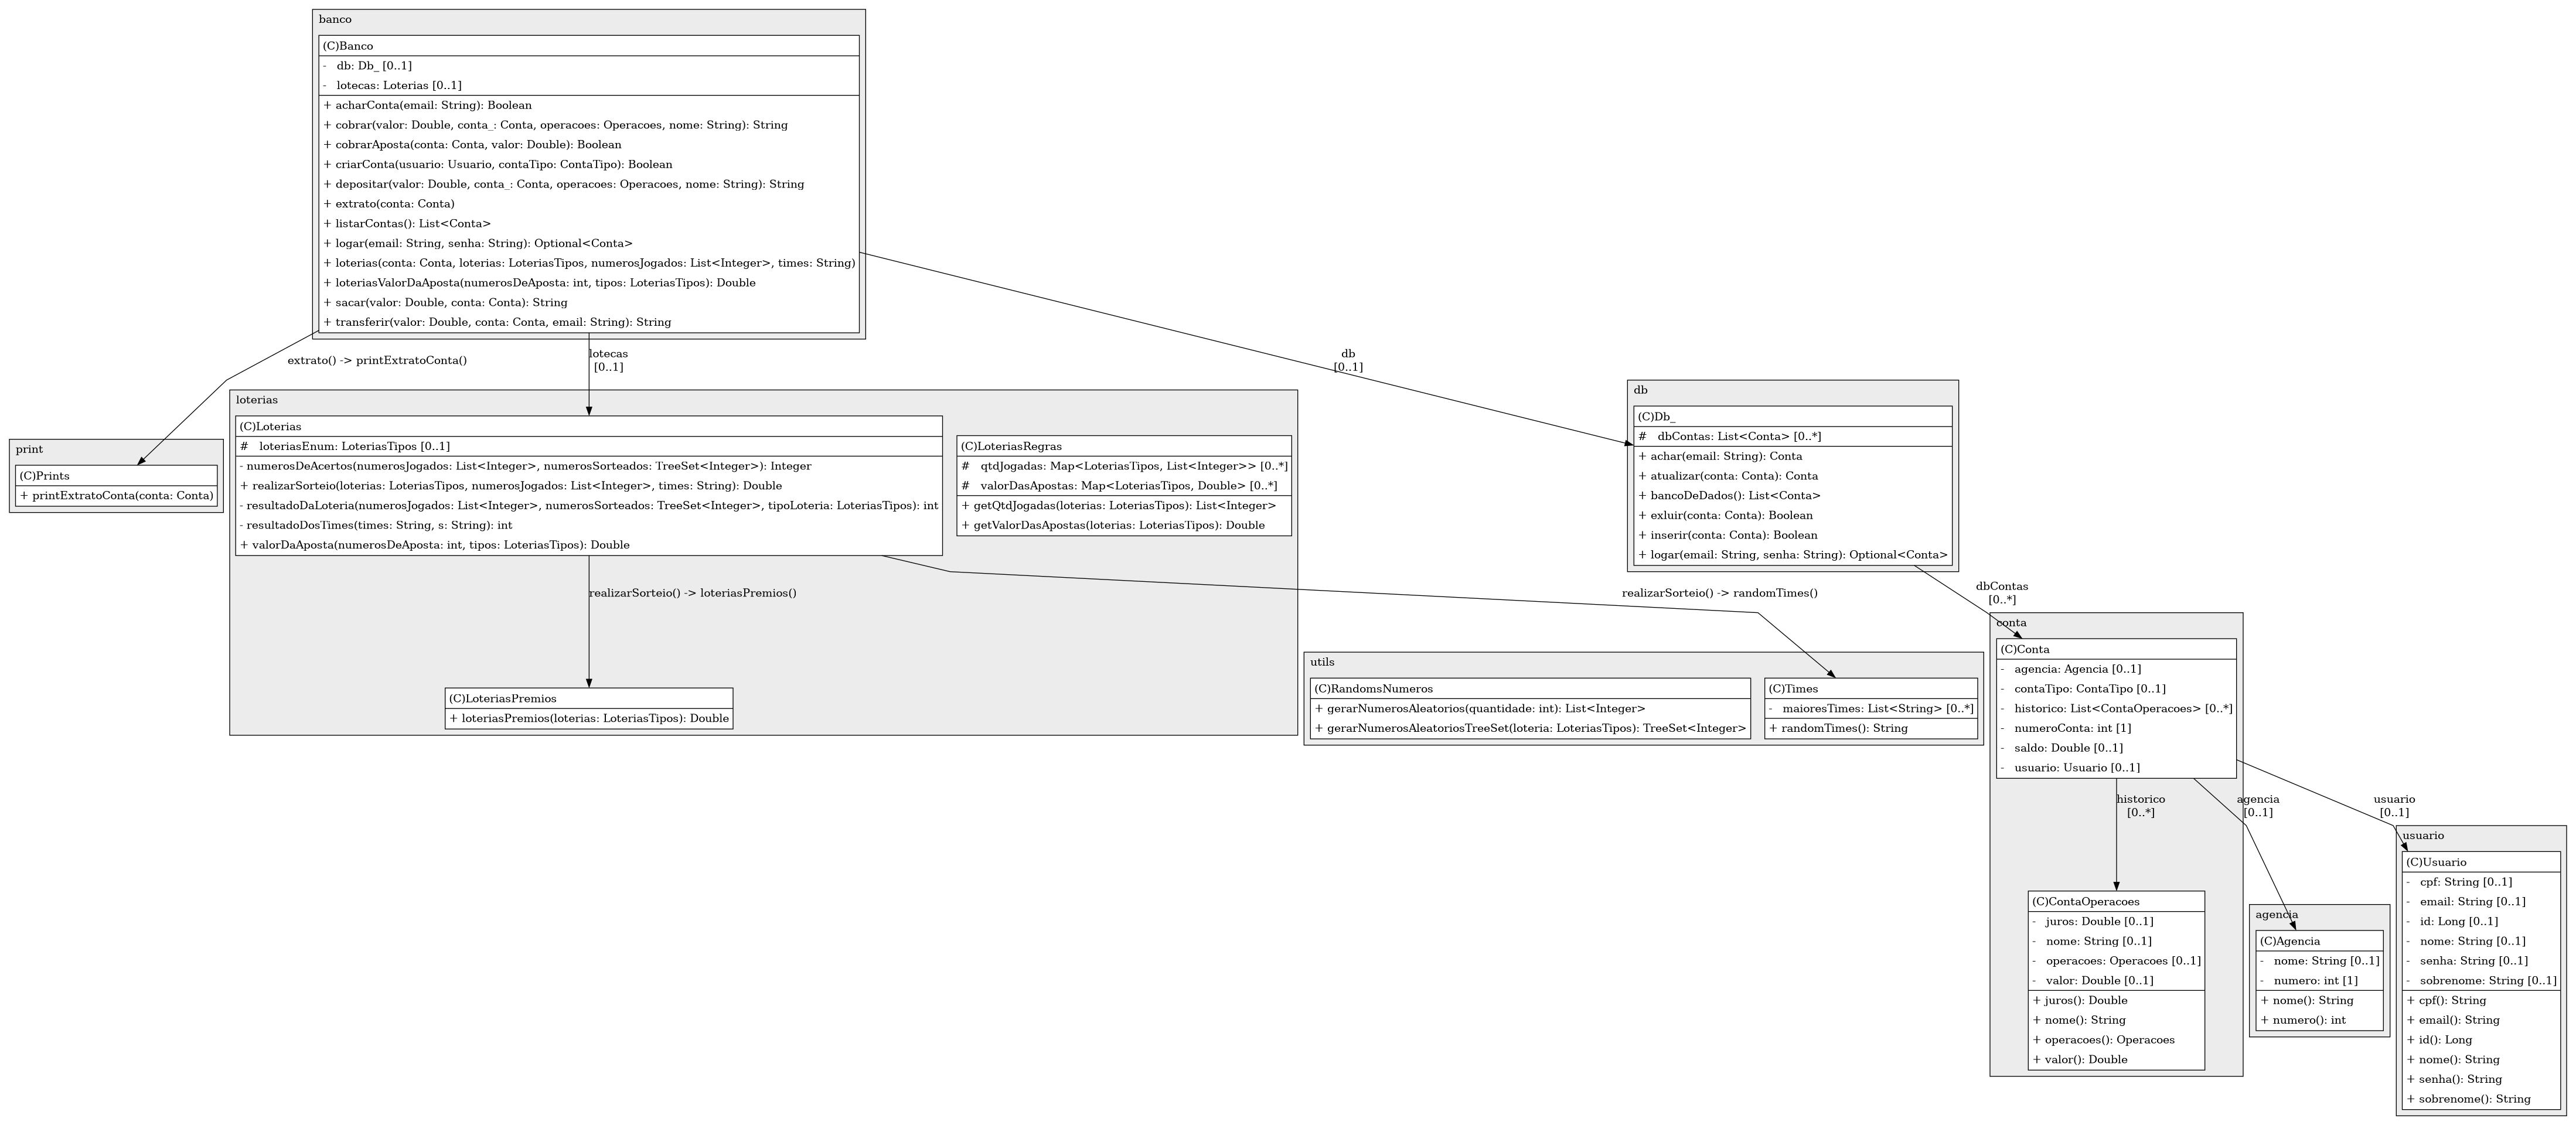 banco
(C)Banco
- db: Db_ [0..1]
- lotecas: Loterias [0..1]
+ acharConta(email: String): Boolean
+ cobrar(valor: Double, conta_: Conta, operacoes: Operacoes, nome: String): String
+ cobrarAposta(conta: Conta, valor: Double): Boolean
+ criarConta(usuario: Usuario, contaTipo: ContaTipo): Boolean
+ depositar(valor: Double, conta_: Conta, operacoes: Operacoes, nome: String): String
+ extrato(conta: Conta)
+ listarContas(): List<Conta>
+ logar(email: String, senha: String): Optional<Conta>
+ loterias(conta: Conta, loterias: LoteriasTipos, numerosJogados: List<Integer>, times: String)
+ loteriasValorDaAposta(numerosDeAposta: int, tipos: LoteriasTipos): Double
+ sacar(valor: Double, conta: Conta): String
+ transferir(valor: Double, conta: Conta, email: String): String
extrato() -> printExtratoConta()
lotecas
[0..1]
db
[0..1]
print
(C)Prints
+ printExtratoConta(conta: Conta)
loterias
(C)Loterias
# loteriasEnum: LoteriasTipos [0..1]
- numerosDeAcertos(numerosJogados: List<Integer>, numerosSorteados: TreeSet<Integer>): Integer
+ realizarSorteio(loterias: LoteriasTipos, numerosJogados: List<Integer>, times: String): Double
- resultadoDaLoteria(numerosJogados: List<Integer>, numerosSorteados: TreeSet<Integer>, tipoLoteria: LoteriasTipos): int
- resultadoDosTimes(times: String, s: String): int
+ valorDaAposta(numerosDeAposta: int, tipos: LoteriasTipos): Double
(C)LoteriasRegras
# qtdJogadas: Map<LoteriasTipos, List<Integer>> [0..*]
# valorDasApostas: Map<LoteriasTipos, Double> [0..*]
+ getQtdJogadas(loterias: LoteriasTipos): List<Integer>
+ getValorDasApostas(loterias: LoteriasTipos): Double
db
(C)Db_
# dbContas: List<Conta> [0..*]
+ achar(email: String): Conta
+ atualizar(conta: Conta): Conta
+ bancoDeDados(): List<Conta>
+ exluir(conta: Conta): Boolean
+ inserir(conta: Conta): Boolean
+ logar(email: String, senha: String): Optional<Conta>
realizarSorteio() -> loteriasPremios()
realizarSorteio() -> randomTimes()
dbContas
[0..*]
(C)LoteriasPremios
+ loteriasPremios(loterias: LoteriasTipos): Double
utils
(C)RandomsNumeros
+ gerarNumerosAleatorios(quantidade: int): List<Integer>
+ gerarNumerosAleatoriosTreeSet(loteria: LoteriasTipos): TreeSet<Integer>
(C)Times
- maioresTimes: List<String> [0..*]
+ randomTimes(): String
conta
(C)Conta
- agencia: Agencia [0..1]
- contaTipo: ContaTipo [0..1]
- historico: List<ContaOperacoes> [0..*]
- numeroConta: int [1]
- saldo: Double [0..1]
- usuario: Usuario [0..1]
historico
[0..*]
agencia
[0..1]
usuario
[0..1]
(C)ContaOperacoes
- juros: Double [0..1]
- nome: String [0..1]
- operacoes: Operacoes [0..1]
- valor: Double [0..1]
+ juros(): Double
+ nome(): String
+ operacoes(): Operacoes
+ valor(): Double
agencia
(C)Agencia
- nome: String [0..1]
- numero: int [1]
+ nome(): String
+ numero(): int
usuario
(C)Usuario
- cpf: String [0..1]
- email: String [0..1]
- id: Long [0..1]
- nome: String [0..1]
- senha: String [0..1]
- sobrenome: String [0..1]
+ cpf(): String
+ email(): String
+ id(): Long
+ nome(): String
+ senha(): String
+ sobrenome(): String